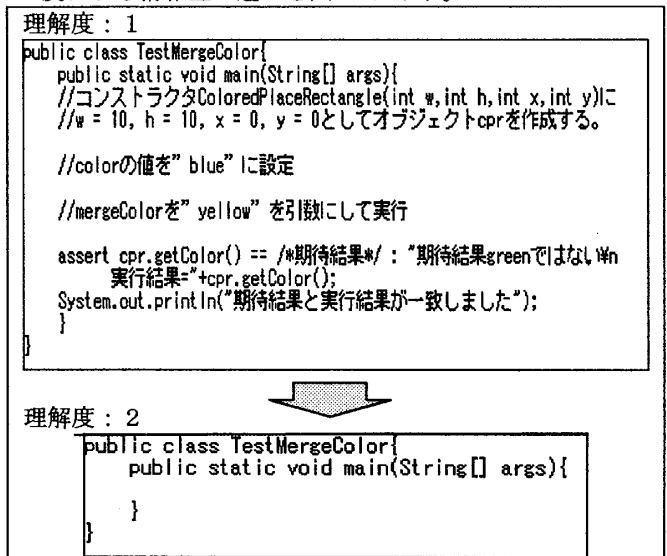 理解度：1
public class TestMergeColor{
public static void main(String[] args){
//コンストラクタColoredPlaceRectangle(int w,int h,int x,int y)に
//w = 10, h = 10, x = 0, y = 0としてオブジェクトcprを作成する。
//colorの値を”blue”に設定
//mergeColorを”yellow”を引数にして実行
assert cpr.getColor() == /*期待結果*/ : "期待結果greenではない¥n
実行結果="+cpr.getColor();
System.out.println("期待結果と実行結果が一致しました");
}
}
理解度：2
public class TestMergeColor{
public static void main(String[] args){
}
}